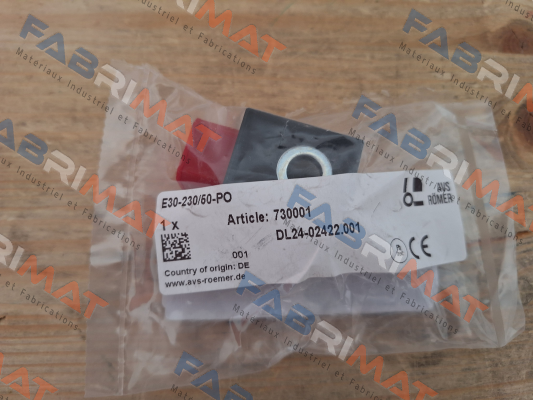 FABRIMAT
Materiaux Industriel et Fabrications
E30-230/50-PO
1 x
Article: 730001
DL24-02422.001
001
Country of origin: DE
www.avs-roemer.de
AVS
RÖMER
CE